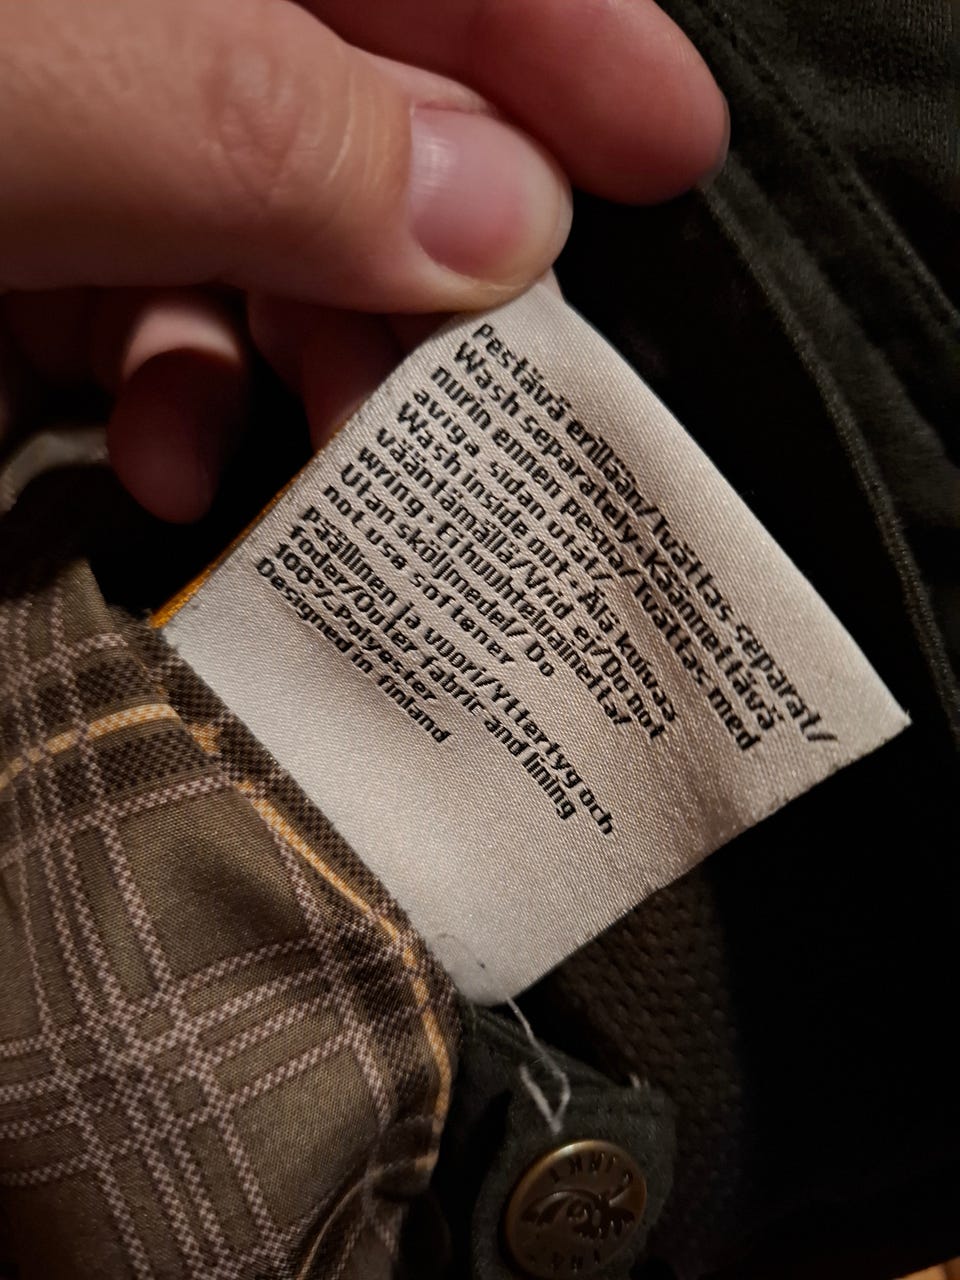 Pestävä erillään/Tvättas separat/
Wash separately·Käännettävä
nurin ennen pesua/Tvättas med
aviga sidan utåt/
Wash inside out·Älä kuivaa
vääntämällä/Vrid ej/Do not
wring·Ei huuhteluainetta/
Utan sköljmedel/Do
not use softener
Päällinen ja vuori/Yttertyg och
foder/Outer fabric and lining
100% Polyester
Designed in Finland